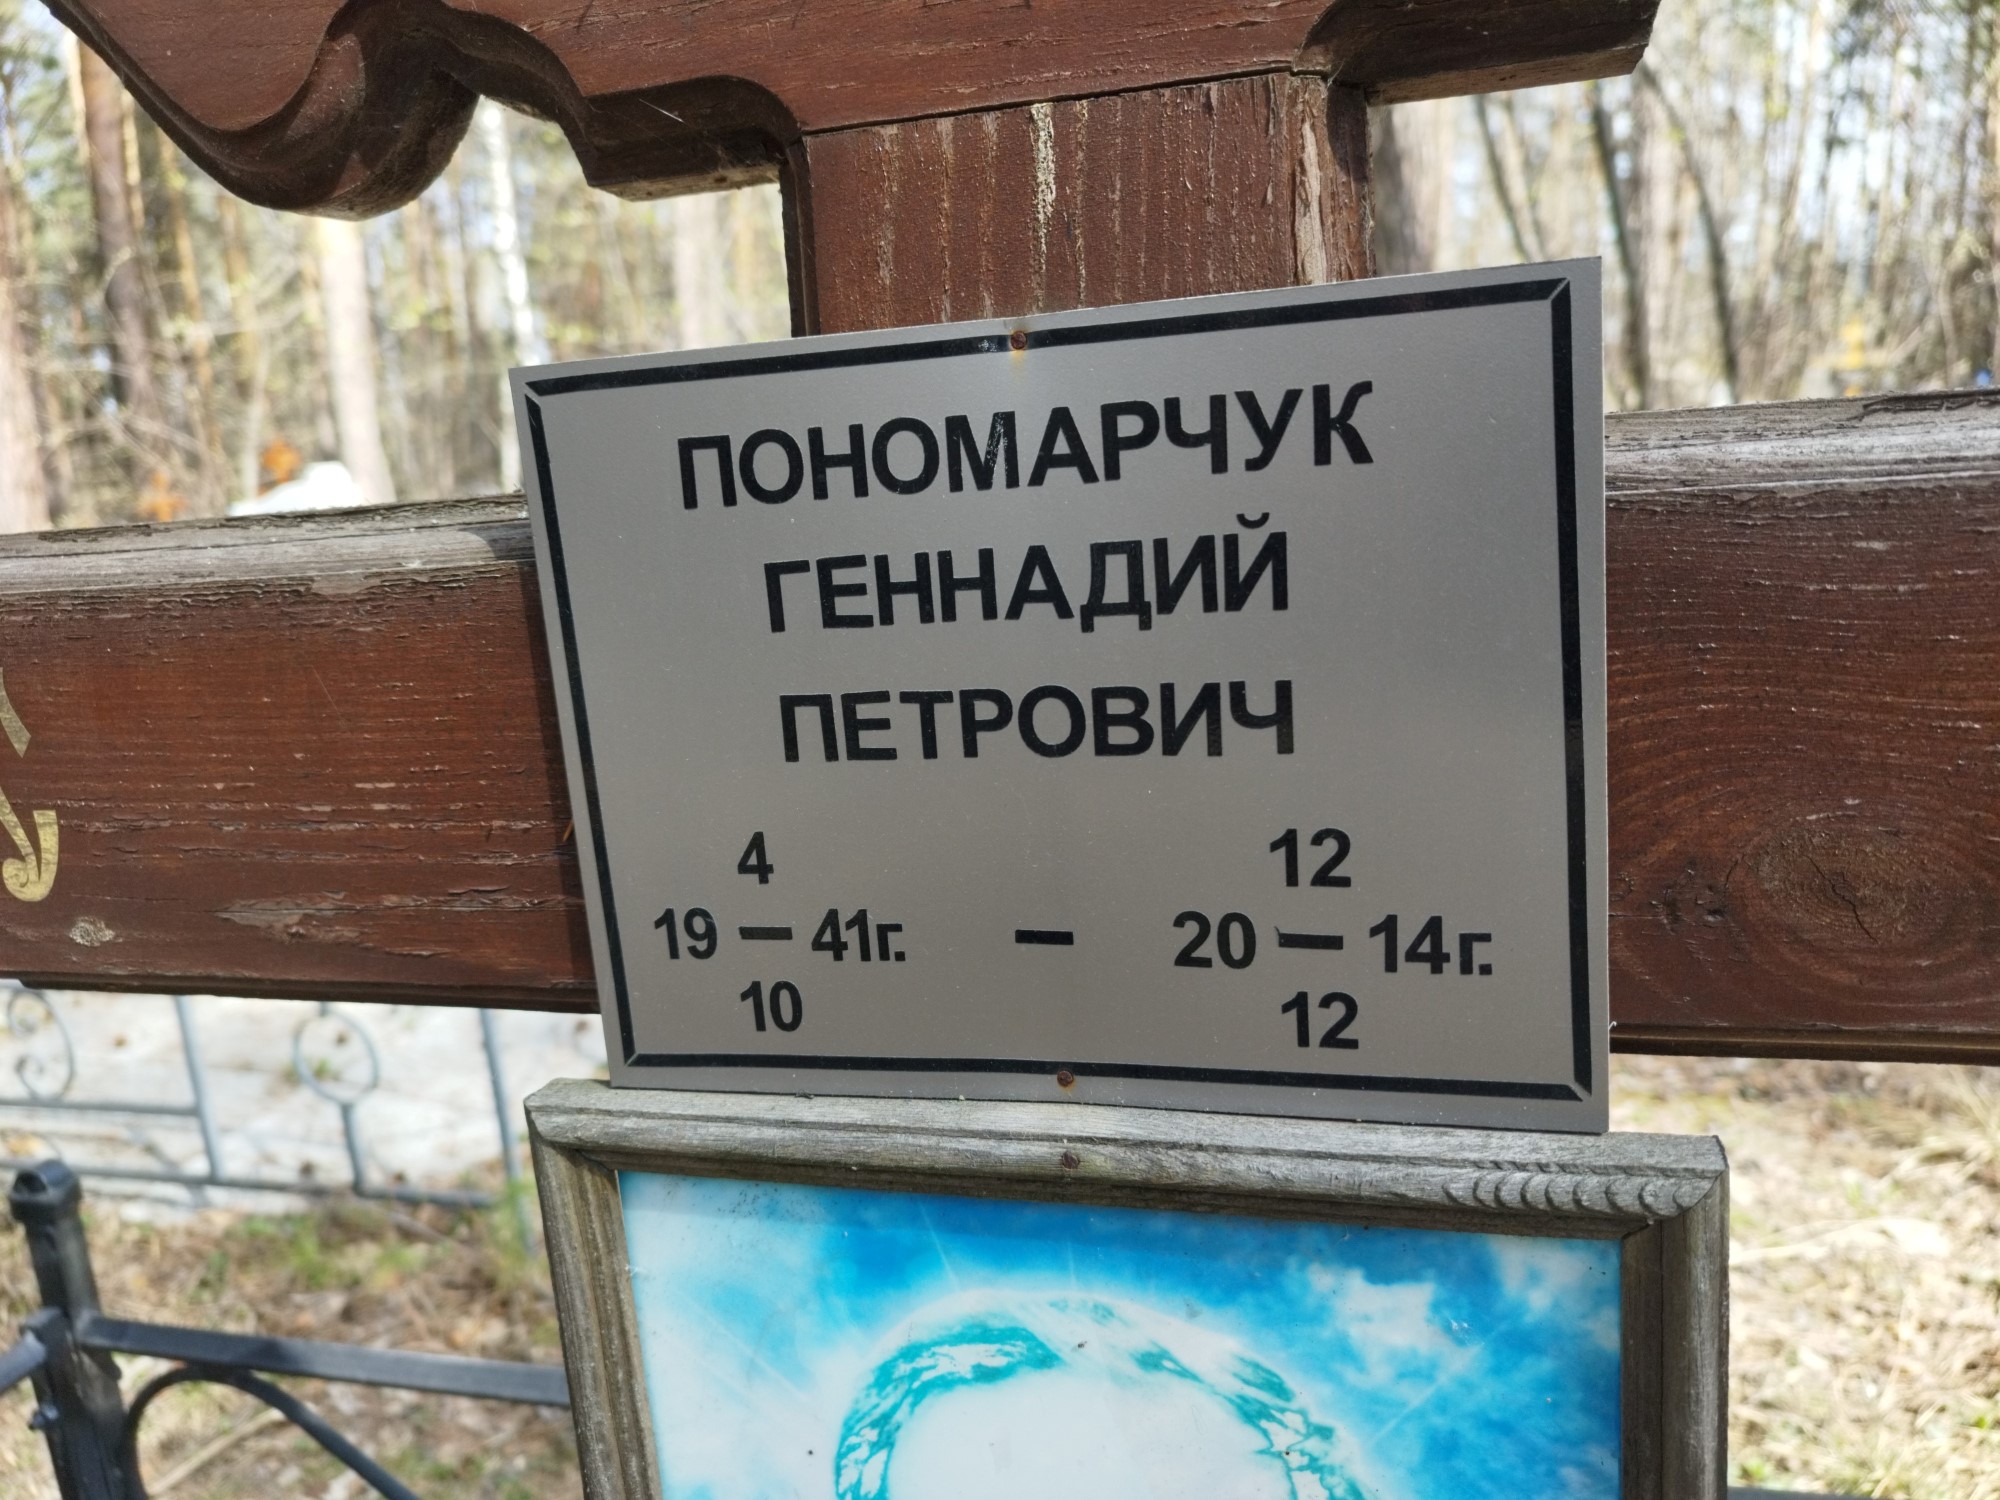 ПОНОМАРЧУК
ГЕННАДИЙ
ПЕТРОВИЧ
4 12
19 — 41г. — 20 — 14г.
10 12